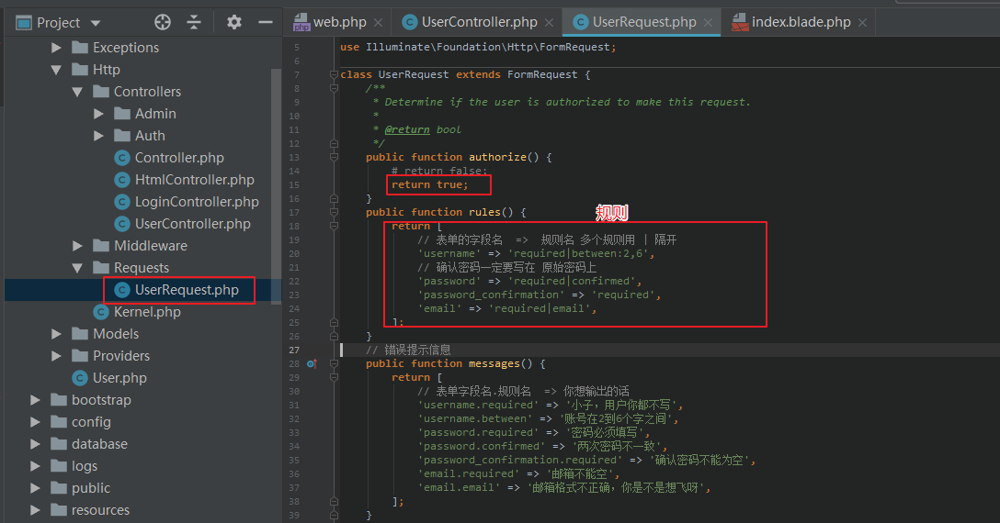 Project
web.php
UserController.php
UserRequest.php
index.blade.php
Exceptions
Http
Controllers
Admin
Auth
Controller.php
HtmlController.php
LoginController.php
UserController.php
Middleware
Requests
UserRequest.php
Kernel.php
Models
Providers
User.php
bootstrap
config
database
logs
public
resources
5 use Illuminate\Foundation\Http\FormRequest;
6
7 class UserRequest extends FormRequest {
8 /**
9 * Determine if the user is authorized to make this request.
10 *
11 * @return bool
12 */
13 public function authorize() {
14 # return false;
15 return true;
16 }
17 public function rules() {
规则
18 return [
19 // 表单的字段名 => 规则名 多个规则用 | 隔开
20 'username' => 'required|between:2,6',
21 // 确认密码一定要写在 原始密码上
22 'password' => 'required|confirmed',
23 'password_confirmation' => 'required',
24 'email' => 'required|email',
25 ];
26 }
27 // 错误提示信息
28 public function messages() {
29 return [
30 // 表单字段名.规则名 => 你想输出的话
31 'username.required' => '小子，用户你都不写',
32 'username.between' => '账号在2到6个字之间',
33 'password.required' => '密码必须填写',
34 'password.confirmed' => '两次密码不一致',
35 'password_confirmation.required' => '确认密码不能为空',
36 'email.required' => '邮箱不能空',
37 'email.email' => '邮箱格式不正确，你是不是想飞呀',
38 ];
39 }